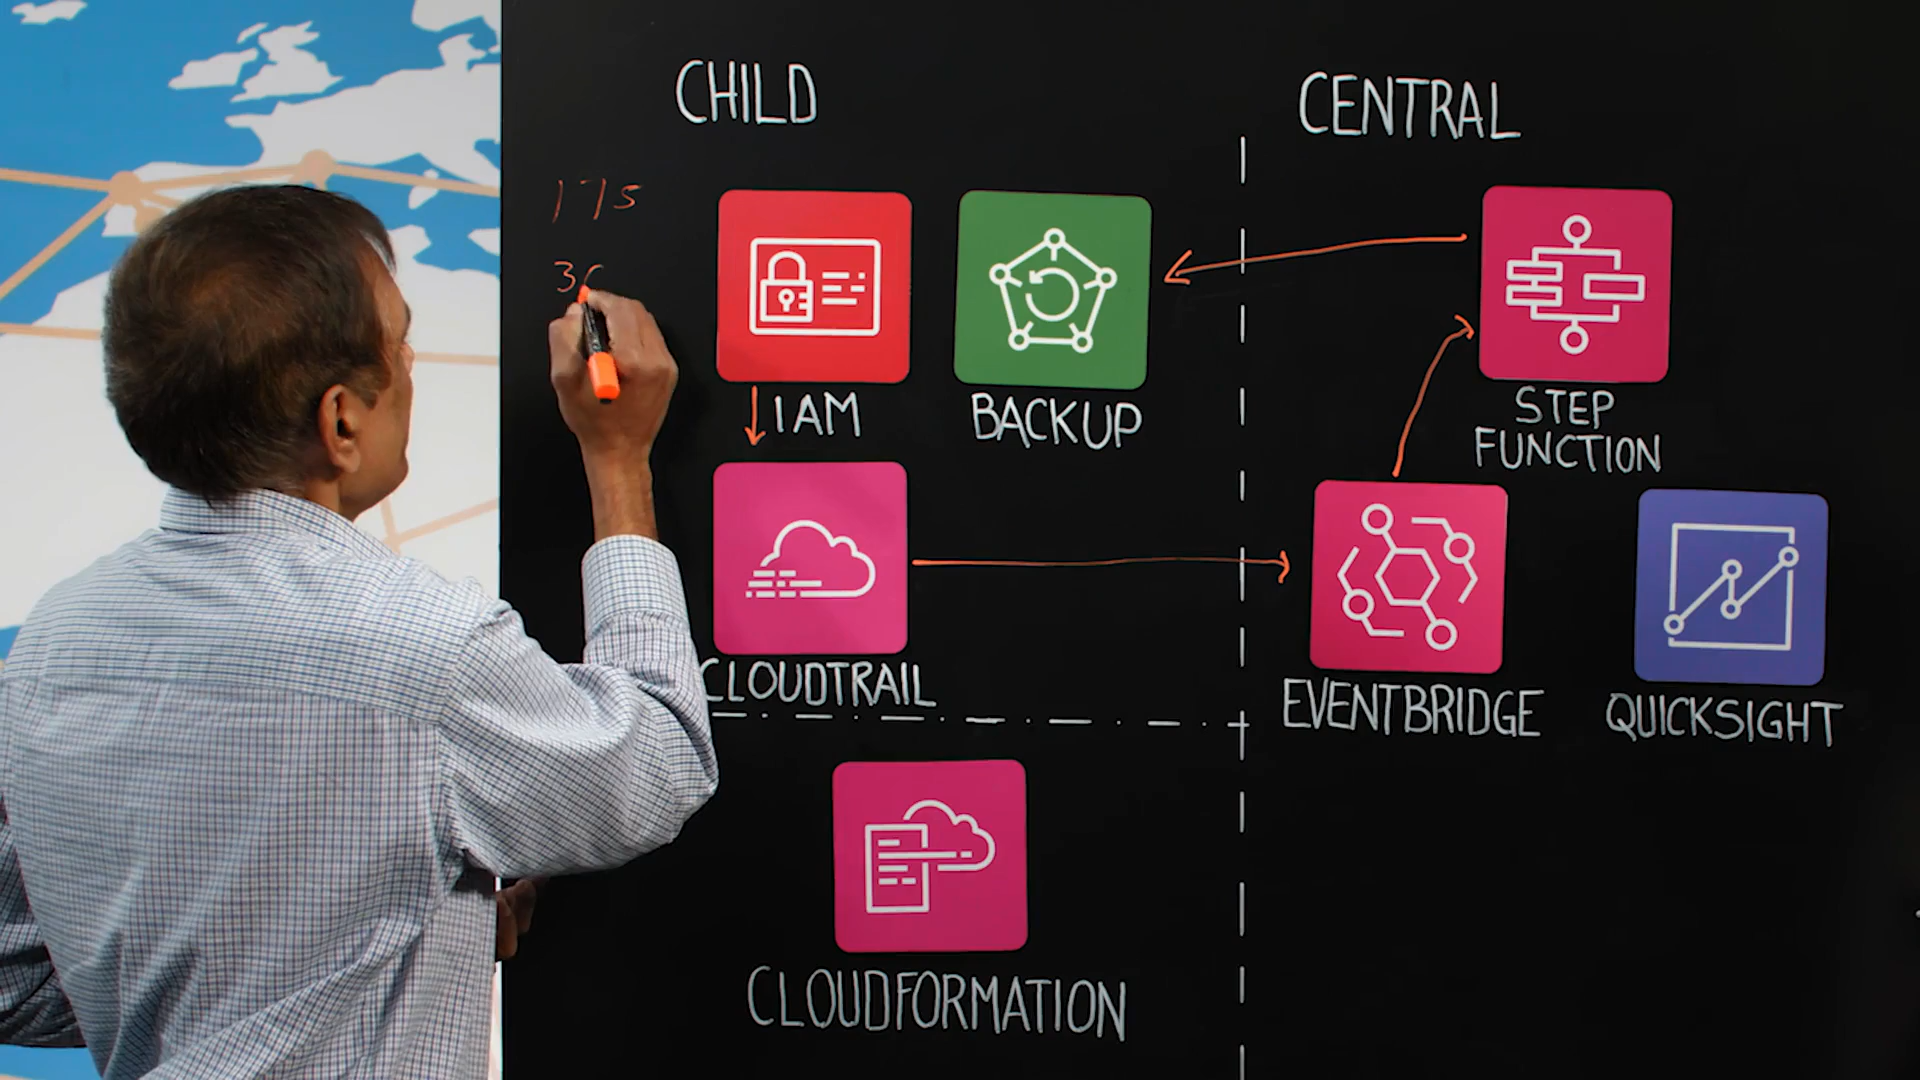 CHILD
CENTRAL
175
IAM
BACKUP
STEP
FUNCTION
CLOUDTRAIL
EVENTBRIDGE
QUICKSIGHT
CLOUDFORMATION